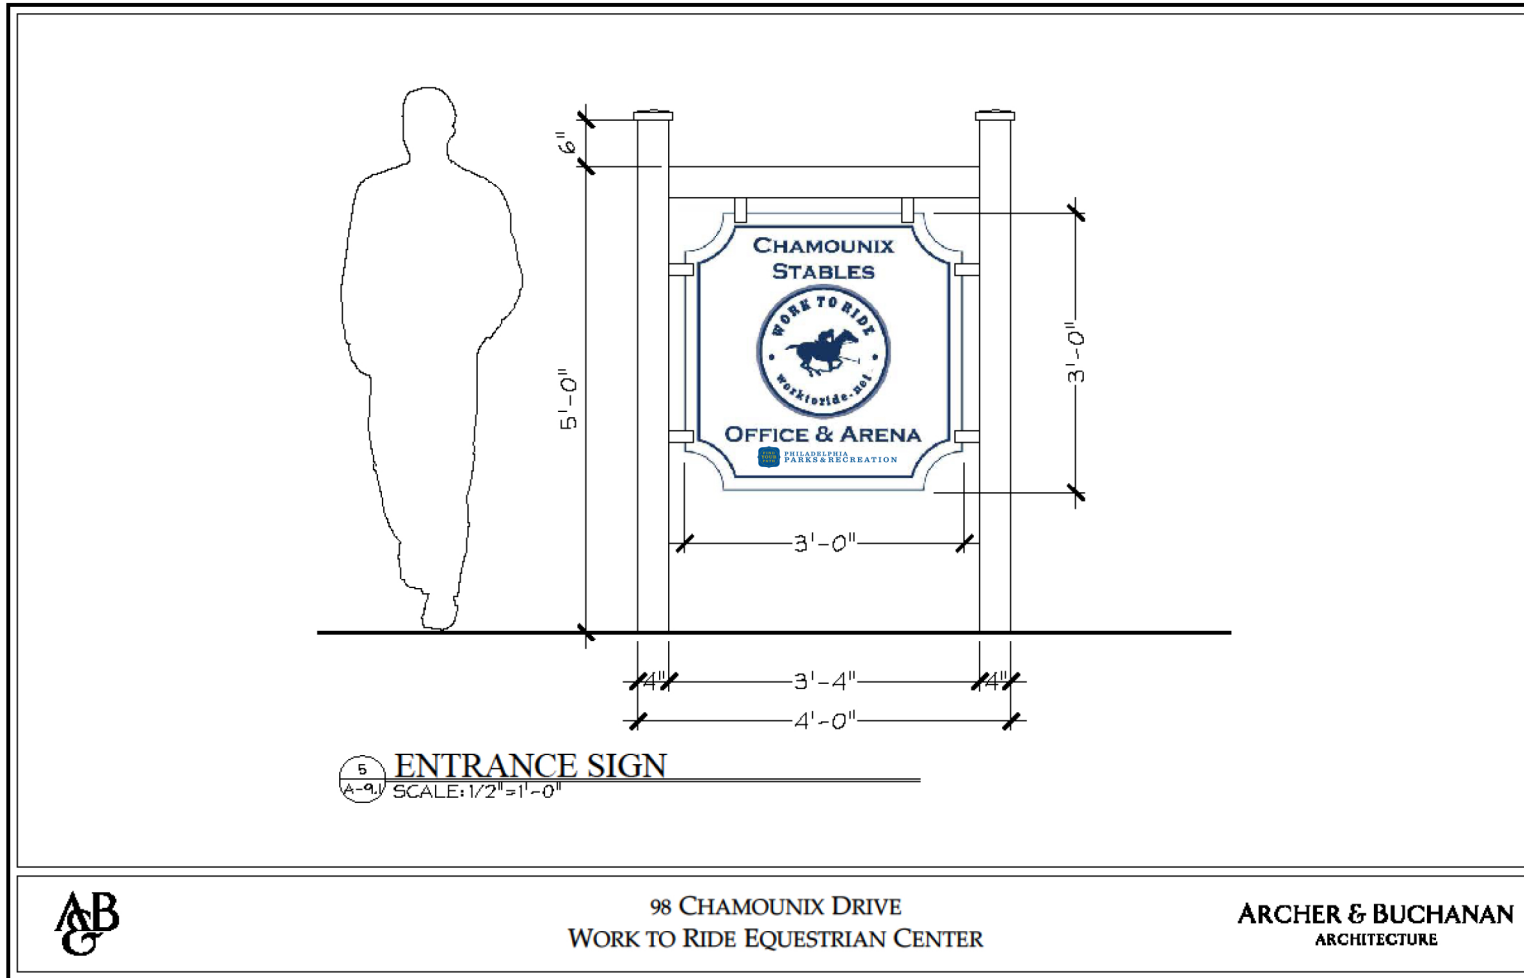 6"
5'-0"
CHAMOUNIX
STABLES
WORK TO RIDE
worktoride.net
OFFICE & ARENA
PHILADELPHIA
PARKS & RECREATION
3'-0"
3'-0"
4" 3'-4" 4"
4'-0"
5
A-9.1
ENTRANCE SIGN
SCALE: 1/2"=1'-0"
A&B
98 CHAMOUNIX DRIVE
WORK TO RIDE EQUESTRIAN CENTER
ARCHER & BUCHANAN
ARCHITECTURE